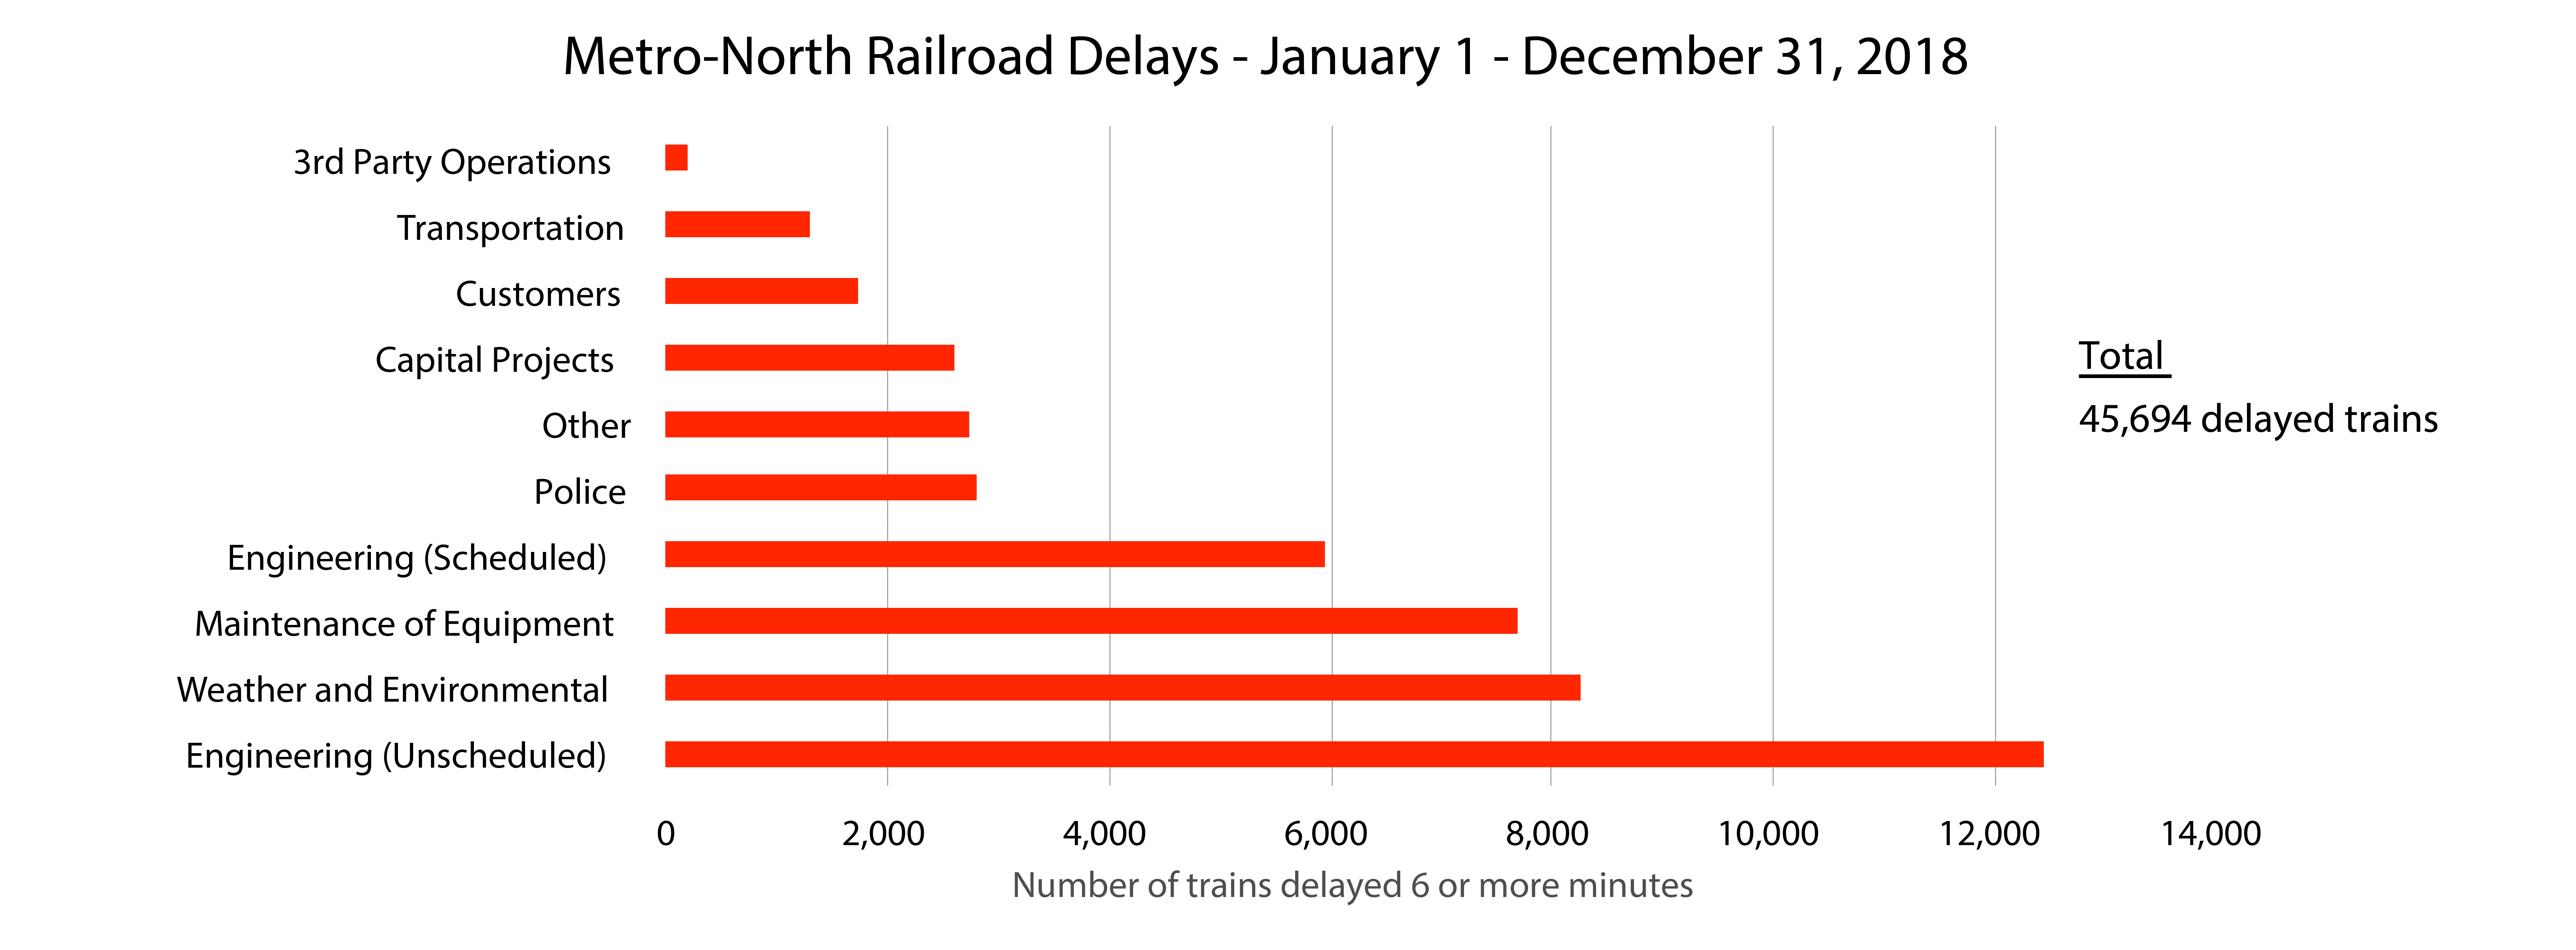 Metro-North Railroad Delays - January 1 - December 31, 2018
3rd Party Operations
Transportation
Customers
Capital Projects
Other
Police
Engineering (Scheduled)
Maintenance of Equipment
Weather and Environmental
Engineering (Unscheduled)
Total
45,694 delayed trains
0 2,000 4,000 6,000 8,000 10,000 12,000 14,000
Number of trains delayed 6 or more minutes